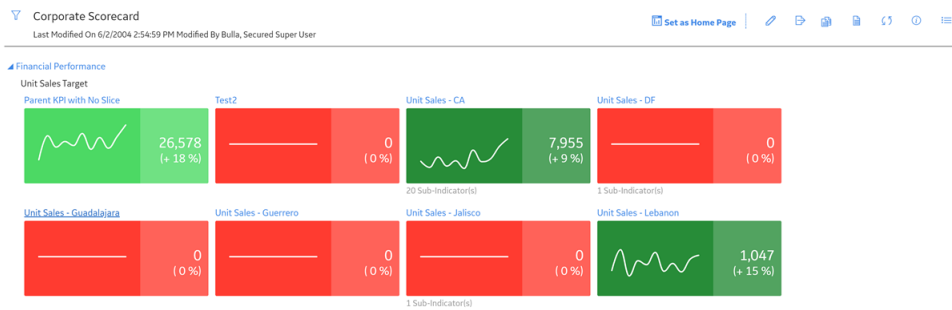 Corporate Scorecard
Set as Home Page
Last Modified On 6/2/2004 2:54:59 PM Modified By Bulla, Secured Super User
Financial Performance
Unit Sales Target
Parent KPI with No Slice
26,578
(+ 18 %)
Test2
0
( 0 %)
Unit Sales - CA
7,955
(+ 9 %)
20 Sub-Indicator(s)
Unit Sales - DF
0
( 0 %)
1 Sub-Indicator(s)
Unit Sales - Guadalajara
0
( 0 %)
Unit Sales - Guerrero
0
( 0 %)
Unit Sales - Jalisco
0
( 0 %)
1 Sub-Indicator(s)
Unit Sales - Lebanon
1,047
(+ 15 %)